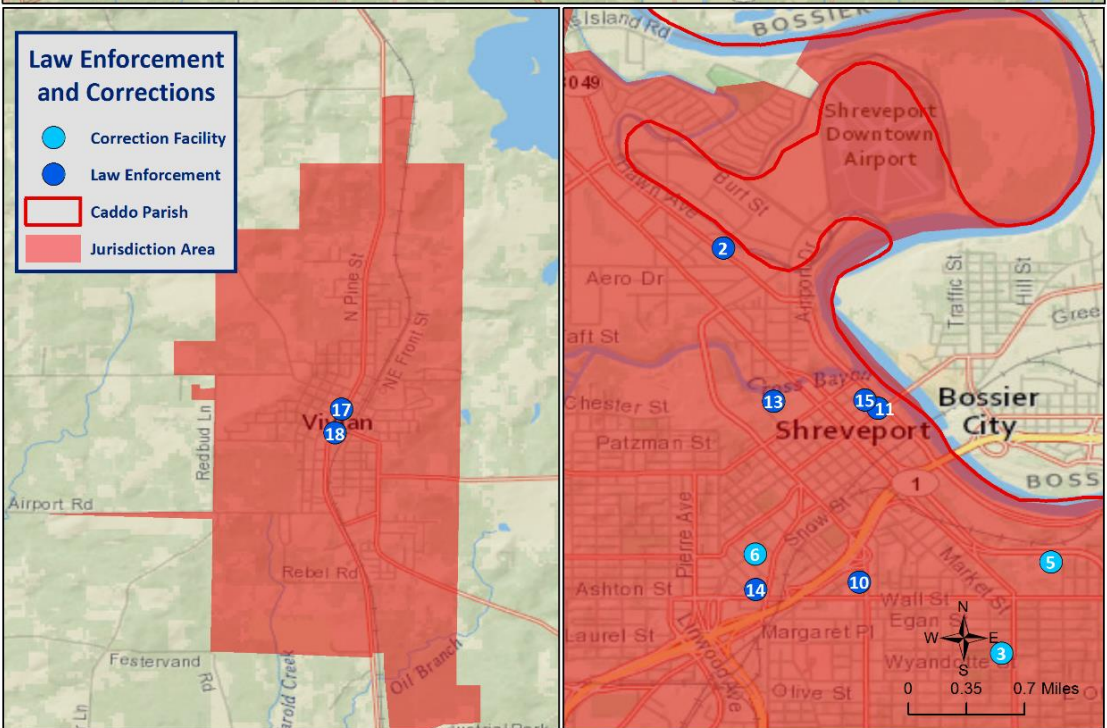 Law Enforcement
and Corrections
Correction Facility
Law Enforcement
Caddo Parish
Jurisdiction Area
N Pine St
NE Front St
17
Vivian
18
Redbud Ln
Airport Rd
Rebel Rd
Festervand
Rd
Oil Branch
s Island Rd
BOSSIER
3049
Shreveport
Downtown
Airport
Hawn Ave
Burt St
2
Aero Dr
Airport Dr
Traffic St
Hill St
Gree
aft St
Cross Bayou
13
15
11
Chester St
Bossier
City
Shreveport
Patzman St
1
BOSS
Pierre Ave
Snow St
6
5
Market St
Ashton St
14
10
Wall St
Egan S
Laurel St
Linwood Ave
Margaret Pl
N
W
E
S
3
Wyandotte
Olive St
0 0.35 0.7 Miles